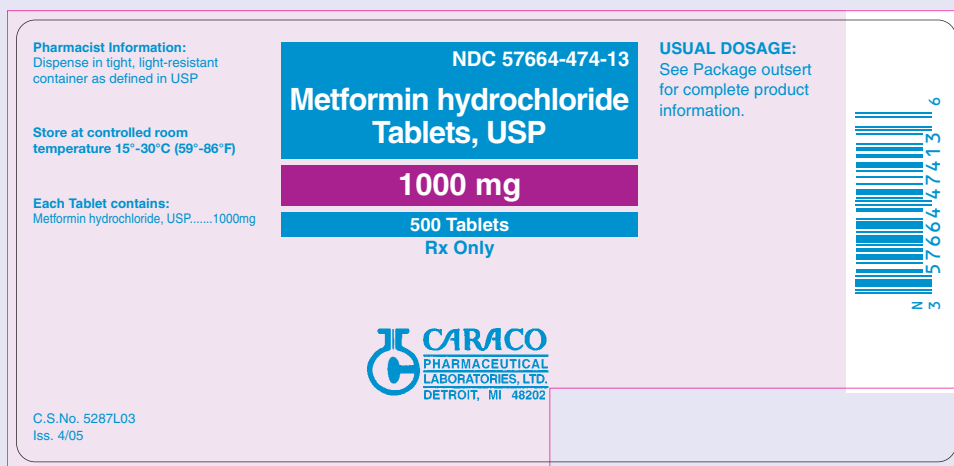 Pharmacist Information:
Dispense in tight, light-resistant
container as defined in USP
Store at controlled room
temperature 15°-30°C (59°-86°F)
Each Tablet contains:
Metformin hydrochloride, USP.......1000mg
C.S.No. 5287L03
Iss. 4/05
NDC 57664-474-13
Metformin hydrochloride
Tablets, USP
1000 mg
500 Tablets
Rx Only
CARACO
PHARMACEUTICAL
LABORATORIES, LTD.
DETROIT, MI 48202
USUAL DOSAGE:
See Package outsert
for complete product
information.
N
3 57664 47413 6